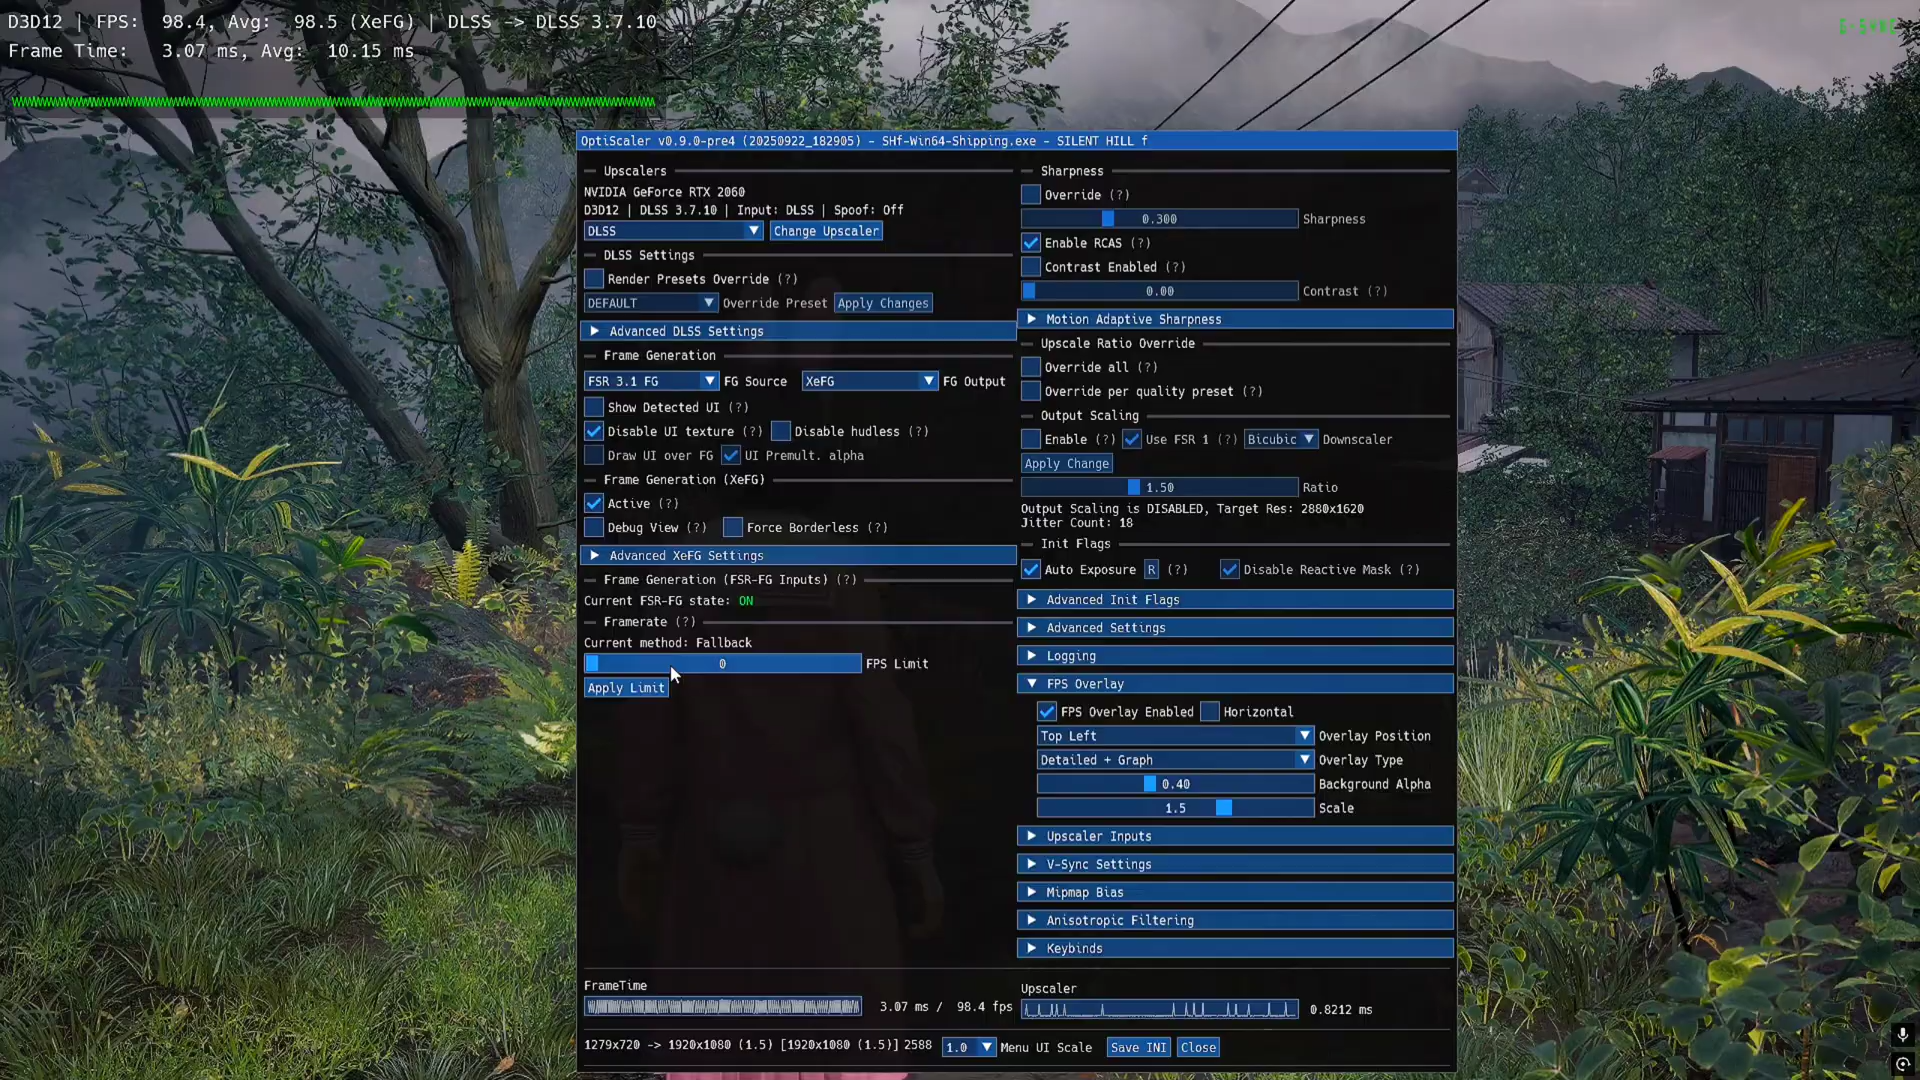 D3D12 | FPS: 98.4, Avg: 98.5 (XeFG) | DLSS -> DLSS 3.7.10
Frame Time: 3.07 ms, Avg: 10.15 ms
G-SYNC
OptiScaler v0.9.0-pre4 (20250922_182905) - SHf-Win64-Shipping.exe - SILENT HILL f
Upscalers
NVIDIA GeForce RTX 2060
D3D12 | DLSS 3.7.10 | Input: DLSS | Spoof: Off
DLSS Change Upscaler
DLSS Settings
Render Presets Override (?)
DEFAULT Override Preset Apply Changes
Advanced DLSS Settings
Frame Generation
FSR 3.1 FG FG Source XeFG FG Output
Show Detected UI (?)
Disable UI texture (?) Disable hudless (?)
Draw UI over FG UI Premult. alpha
Frame Generation (XeFG)
Active (?)
Debug View (?) Force Borderless (?)
Advanced XeFG Settings
Frame Generation (FSR-FG Inputs) (?)
Current FSR-FG state: ON
Framerate (?)
Current method: Fallback
0 FPS Limit
Apply Limit
Sharpness
Override (?)
0.300 Sharpness
Enable RCAS (?)
Contrast Enabled (?)
0.00 Contrast (?)
Motion Adaptive Sharpness
Upscale Ratio Override
Override all (?)
Override per quality preset (?)
Output Scaling
Enable (?) Use FSR 1 (?) Bicubic Downscaler
Apply Change
1.50 Ratio
Output Scaling is DISABLED, Target Res: 2880x1620
Jitter Count: 18
Init Flags
Auto Exposure R (?) Disable Reactive Mask (?)
Advanced Init Flags
Advanced Settings
Logging
FPS Overlay
FPS Overlay Enabled Horizontal
Top Left Overlay Position
Detailed + Graph Overlay Type
0.40 Background Alpha
1.5 Scale
Upscaler Inputs
V-Sync Settings
Mipmap Bias
Anisotropic Filtering
Keybinds
FrameTime
3.07 ms / 98.4 fps
Upscaler
0.8212 ms
1279x720 -> 1920x1080 (1.5) [1920x1080 (1.5)] 2588 1.0 Menu UI Scale Save INI Close